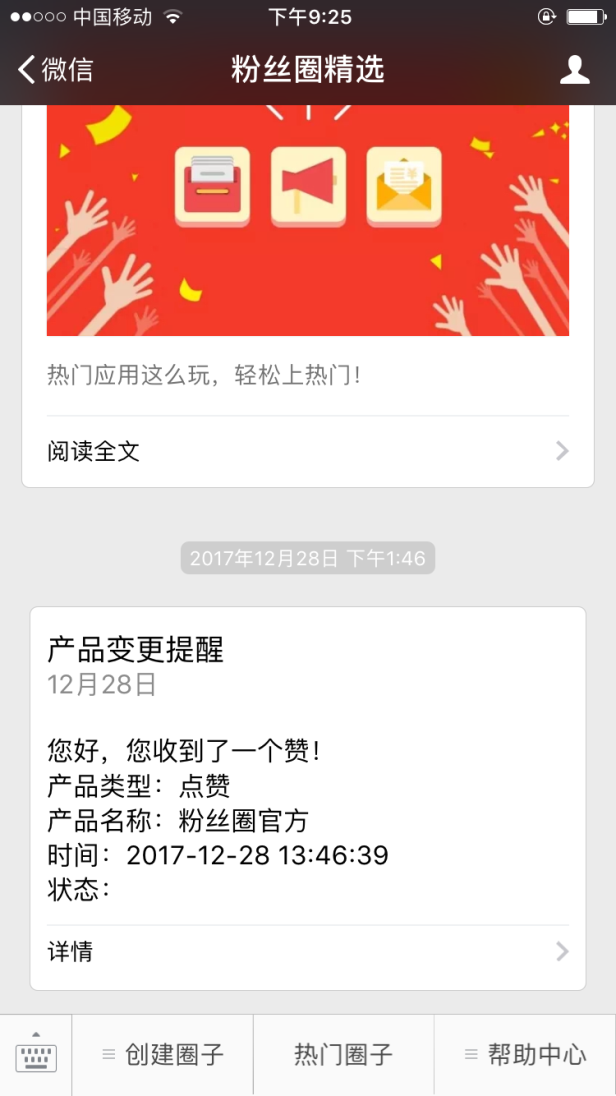 中国移动
下午9:25
微信
粉丝圈精选
热门应用这么玩，轻松上热门！
阅读全文
2017年12月28日 下午1:46
产品变更提醒
12月28日
您好，您收到了一个赞！
产品类型：点赞
产品名称：粉丝圈官方
时间：2017-12-28 13:46:39
状态：
详情
创建圈子
热门圈子
帮助中心